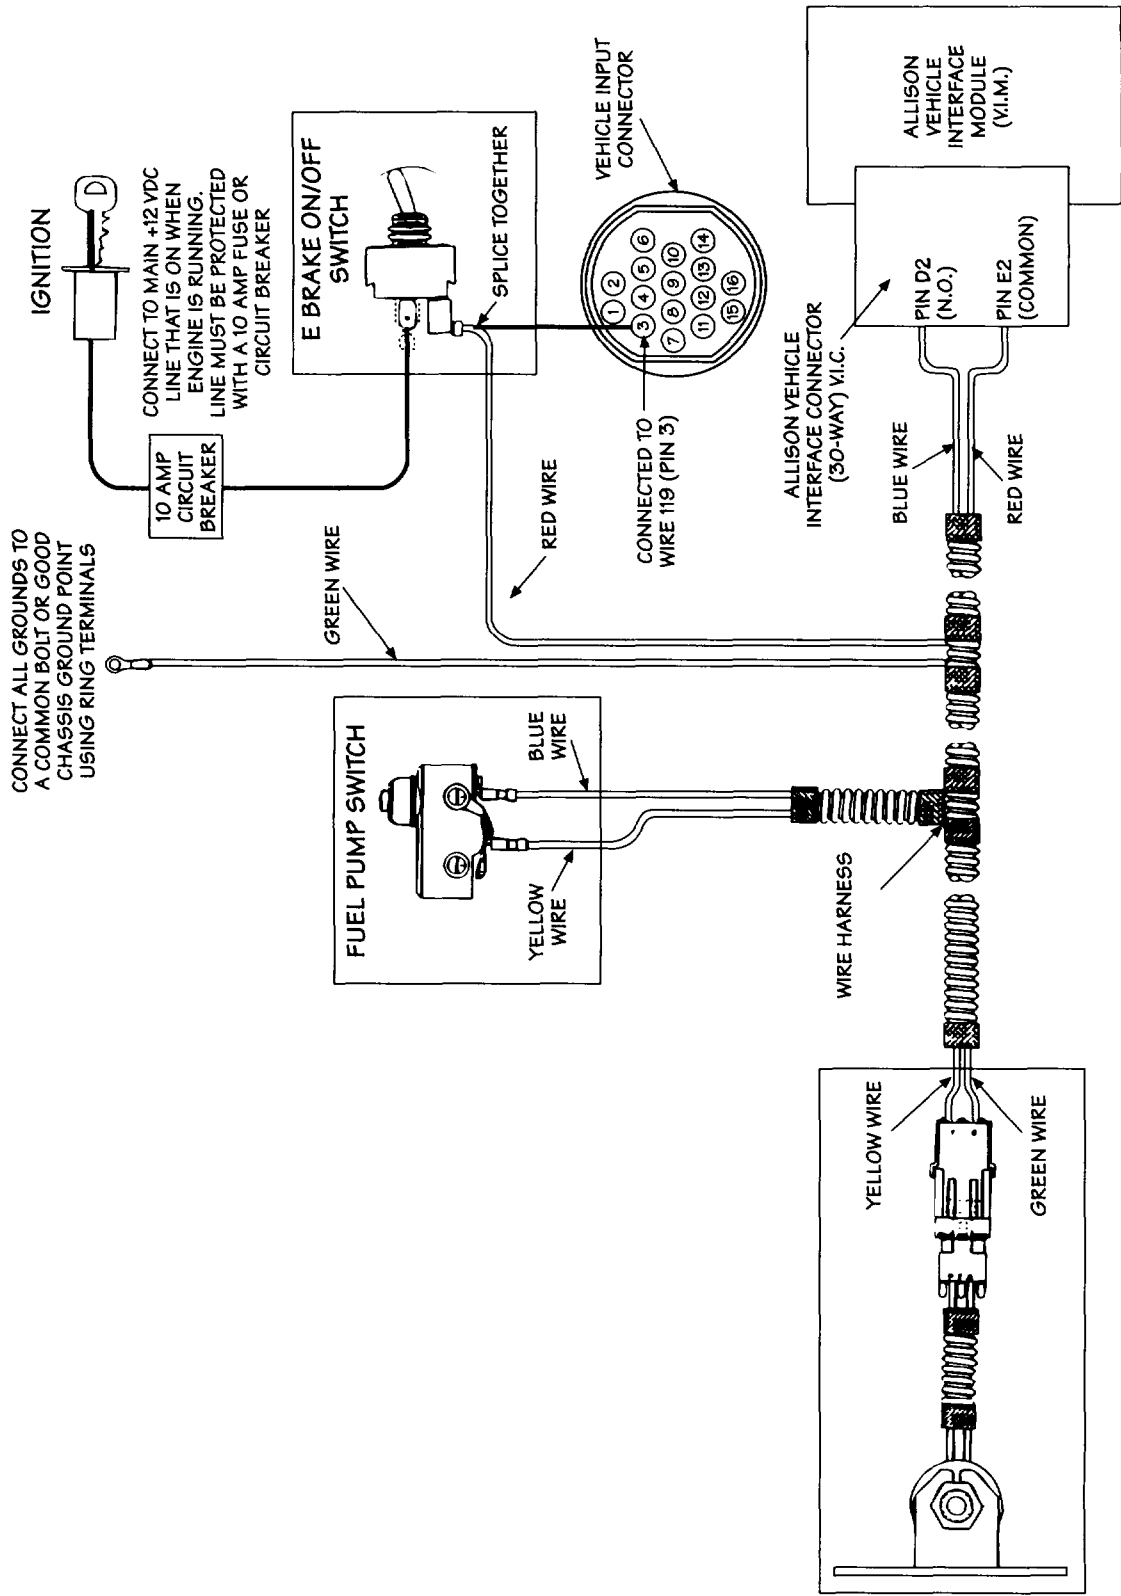 CONNECT ALL GROUNDS TO
A COMMON BOLT OR GOOD
CHASSIS GROUND POINT
USING RING TERMINALS
IGNITION
CONNECT TO MAIN +12 VDC
LINE THAT IS ON WHEN
ENGINE IS RUNNING.
LINE MUST BE PROTECTED
WITH A 10 AMP FUSE OR
CIRCUIT BREAKER
10 AMP
CIRCUIT
BREAKER
E BRAKE ON/OFF
SWITCH
SPLICE TOGETHER
GREEN WIRE
RED WIRE
FUEL PUMP SWITCH
BLUE
WIRE
YELLOW
WIRE
VEHICLE INPUT
CONNECTOR
1
2
3
4
5
6
7
8
9
10
11
12
13
14
15
16
CONNECTED TO
WIRE 119 (PIN 3)
ALLISON VEHICLE
INTERFACE CONNECTOR
(30-WAY) V.I.C.
ALLISON
VEHICLE
INTERFACE
MODULE
(V.I.M.)
PIN D2
(N.O.)
PIN E2
(COMMON)
BLUE WIRE
RED WIRE
WIRE HARNESS
YELLOW WIRE
GREEN WIRE